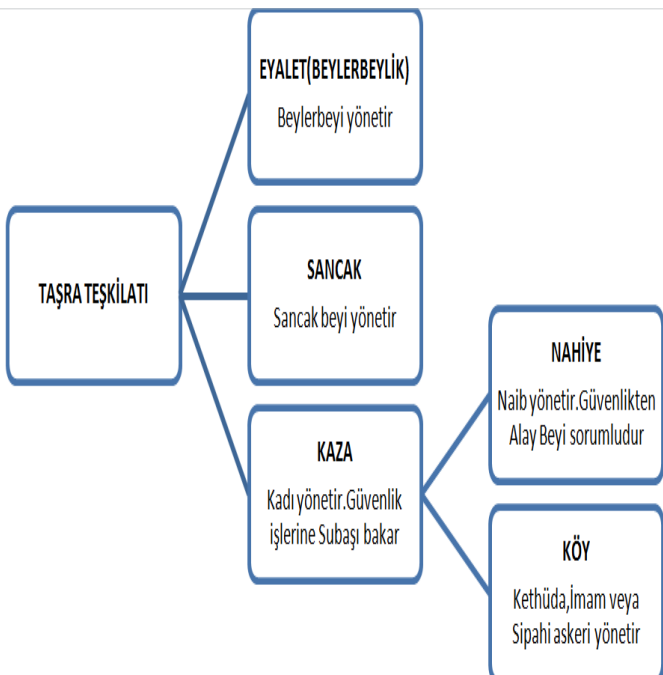 TAŞRA TEŞKİLATI
EYALET(BEYLERBEYLİK)
Beylerbeyi yönetir
SANCAK
Sancak beyi yönetir
KAZA
Kadı yönetir.Güvenlik
işlerine Subaşı bakar
NAHİYE
Naib yönetir.Güvenlikten
Alay Beyi sorumludur
KÖY
Kethüda,İmam veya
Sipahi askeri yönetir